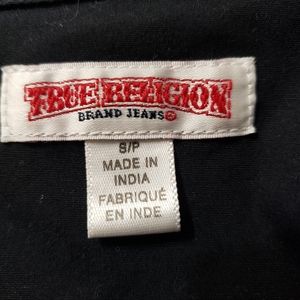 TRUE RELIGION
BRAND JEANS®
S/P
MADE IN
INDIA
FABRIQUÉ
EN INDE